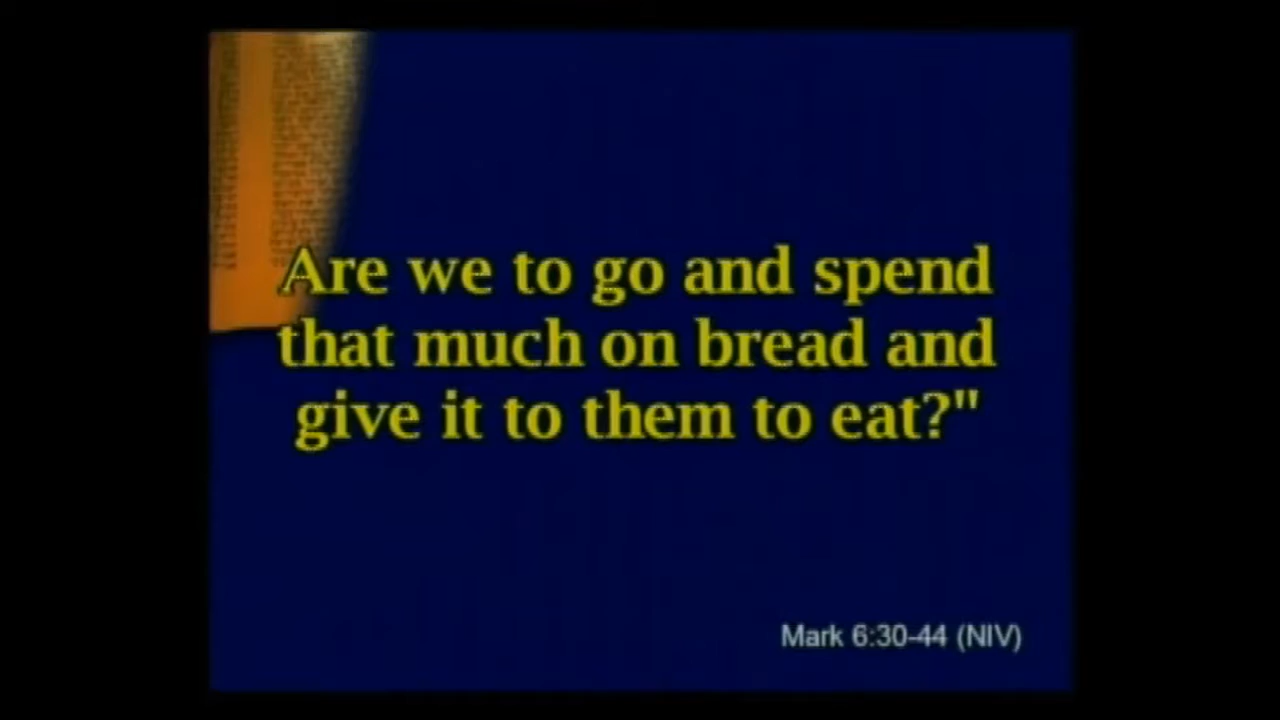 Are we to go and spend
that much on bread and
give it to them to eat?"
Mark 6:30-44 (NIV)